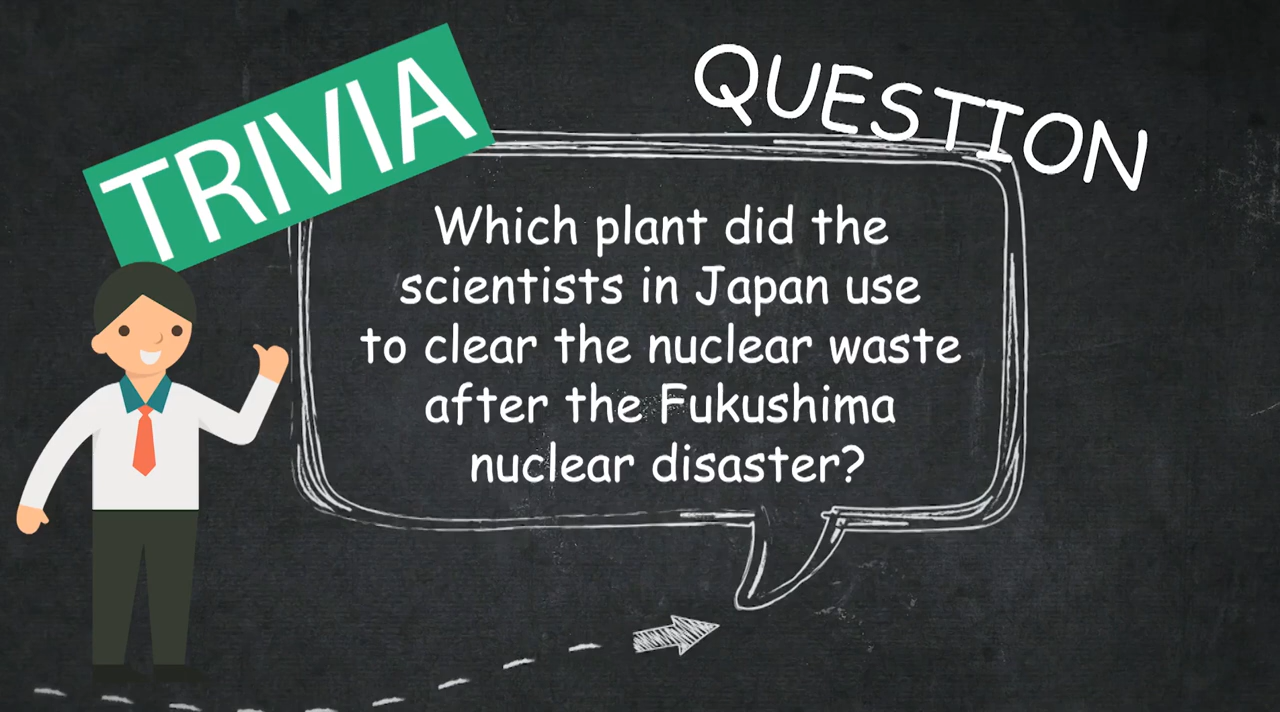 TRIVIA
QUESTION
Which plant did the
scientists in Japan use
to clear the nuclear waste
after the Fukushima
nuclear disaster?